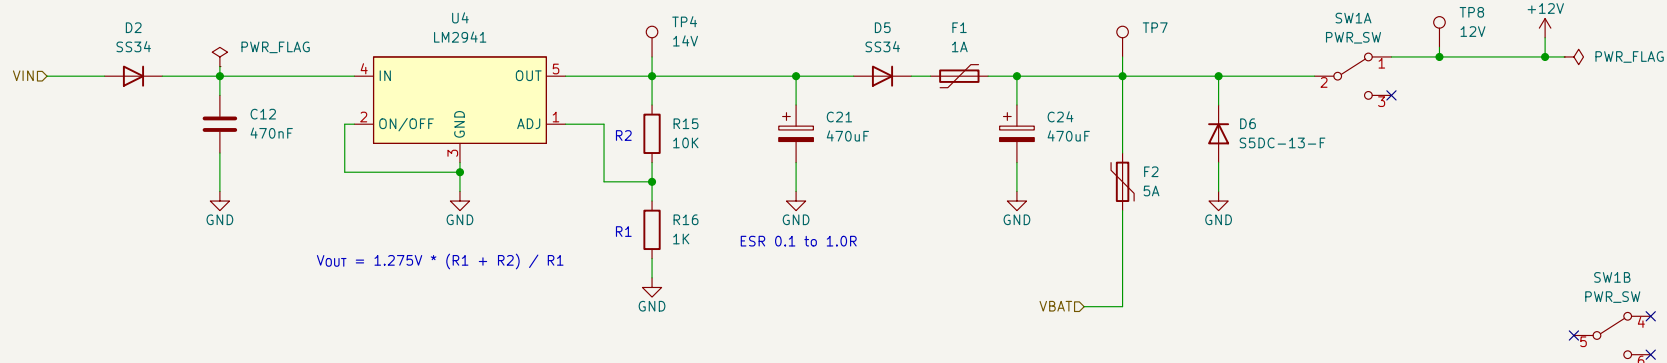 VIN
D2
SS34
PWR_FLAG
C12
470nF
GND
U4
LM2941
4
IN
OUT
5
2
ON/OFF
GND
ADJ
1
3
GND
VOUT = 1.275V * (R1 + R2) / R1
TP4
14V
R2
R15
10K
R1
R16
1K
GND
C21
470uF
GND
ESR 0.1 to 1.0R
D5
SS34
F1
1A
C24
470uF
GND
TP7
F2
5A
VBAT
D6
S5DC-13-F
GND
SW1A
PWR_SW
2
1
3
TP8
12V
+12V
PWR_FLAG
SW1B
PWR_SW
5
4
6